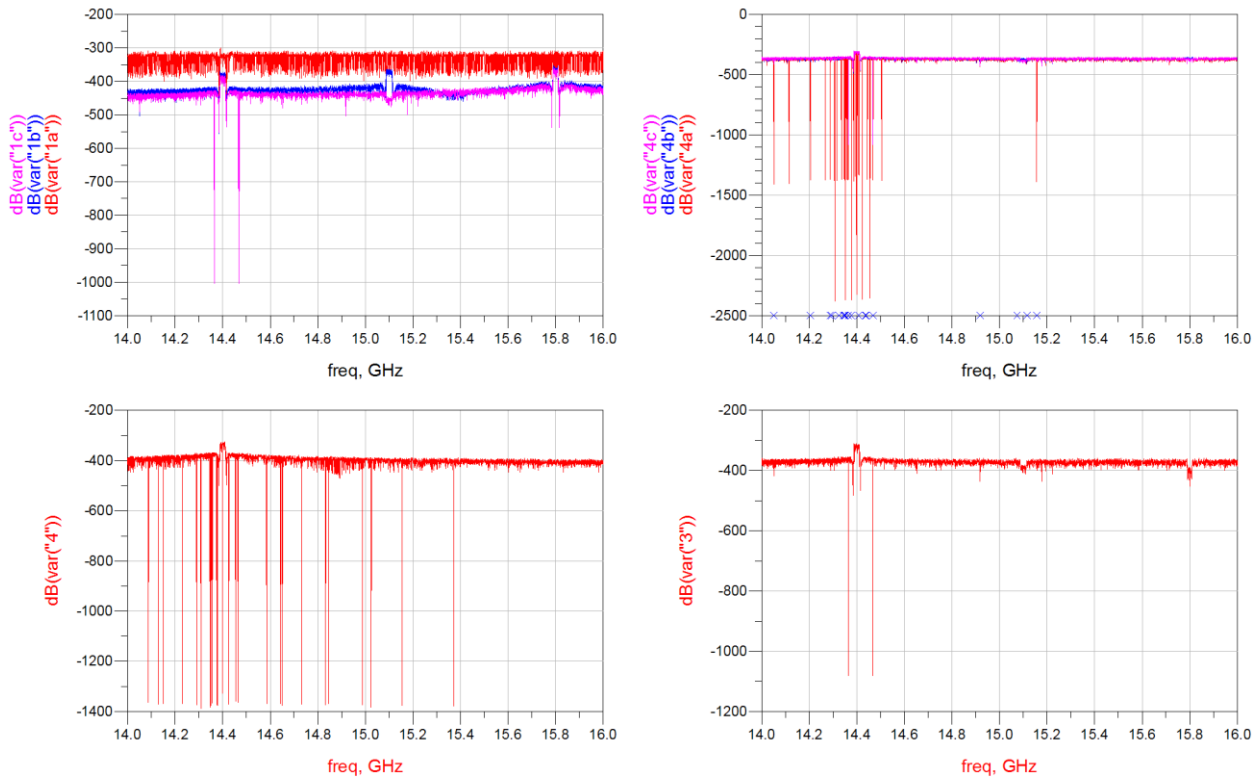 -200
-300
-400
-500
-600
-700
-800
-900
-1000
-1100
dB(var("1c"))
dB(var("1b"))
dB(var("1a"))
14.0 14.2 14.4 14.6 14.8 15.0 15.2 15.4 15.6 15.8 16.0
freq, GHz
0
-500
-1000
-1500
-2000
-2500
dB(var("4c"))
dB(var("4b"))
dB(var("4a"))
14.0 14.2 14.4 14.6 14.8 15.0 15.2 15.4 15.6 15.8 16.0
freq, GHz
-200
-400
-600
-800
-1000
-1200
-1400
dB(var("4"))
14.0 14.2 14.4 14.6 14.8 15.0 15.2 15.4 15.6 15.8 16.0
freq, GHz
-200
-400
-600
-800
-1000
-1200
dB(var("3"))
14.0 14.2 14.4 14.6 14.8 15.0 15.2 15.4 15.6 15.8 16.0
freq, GHz